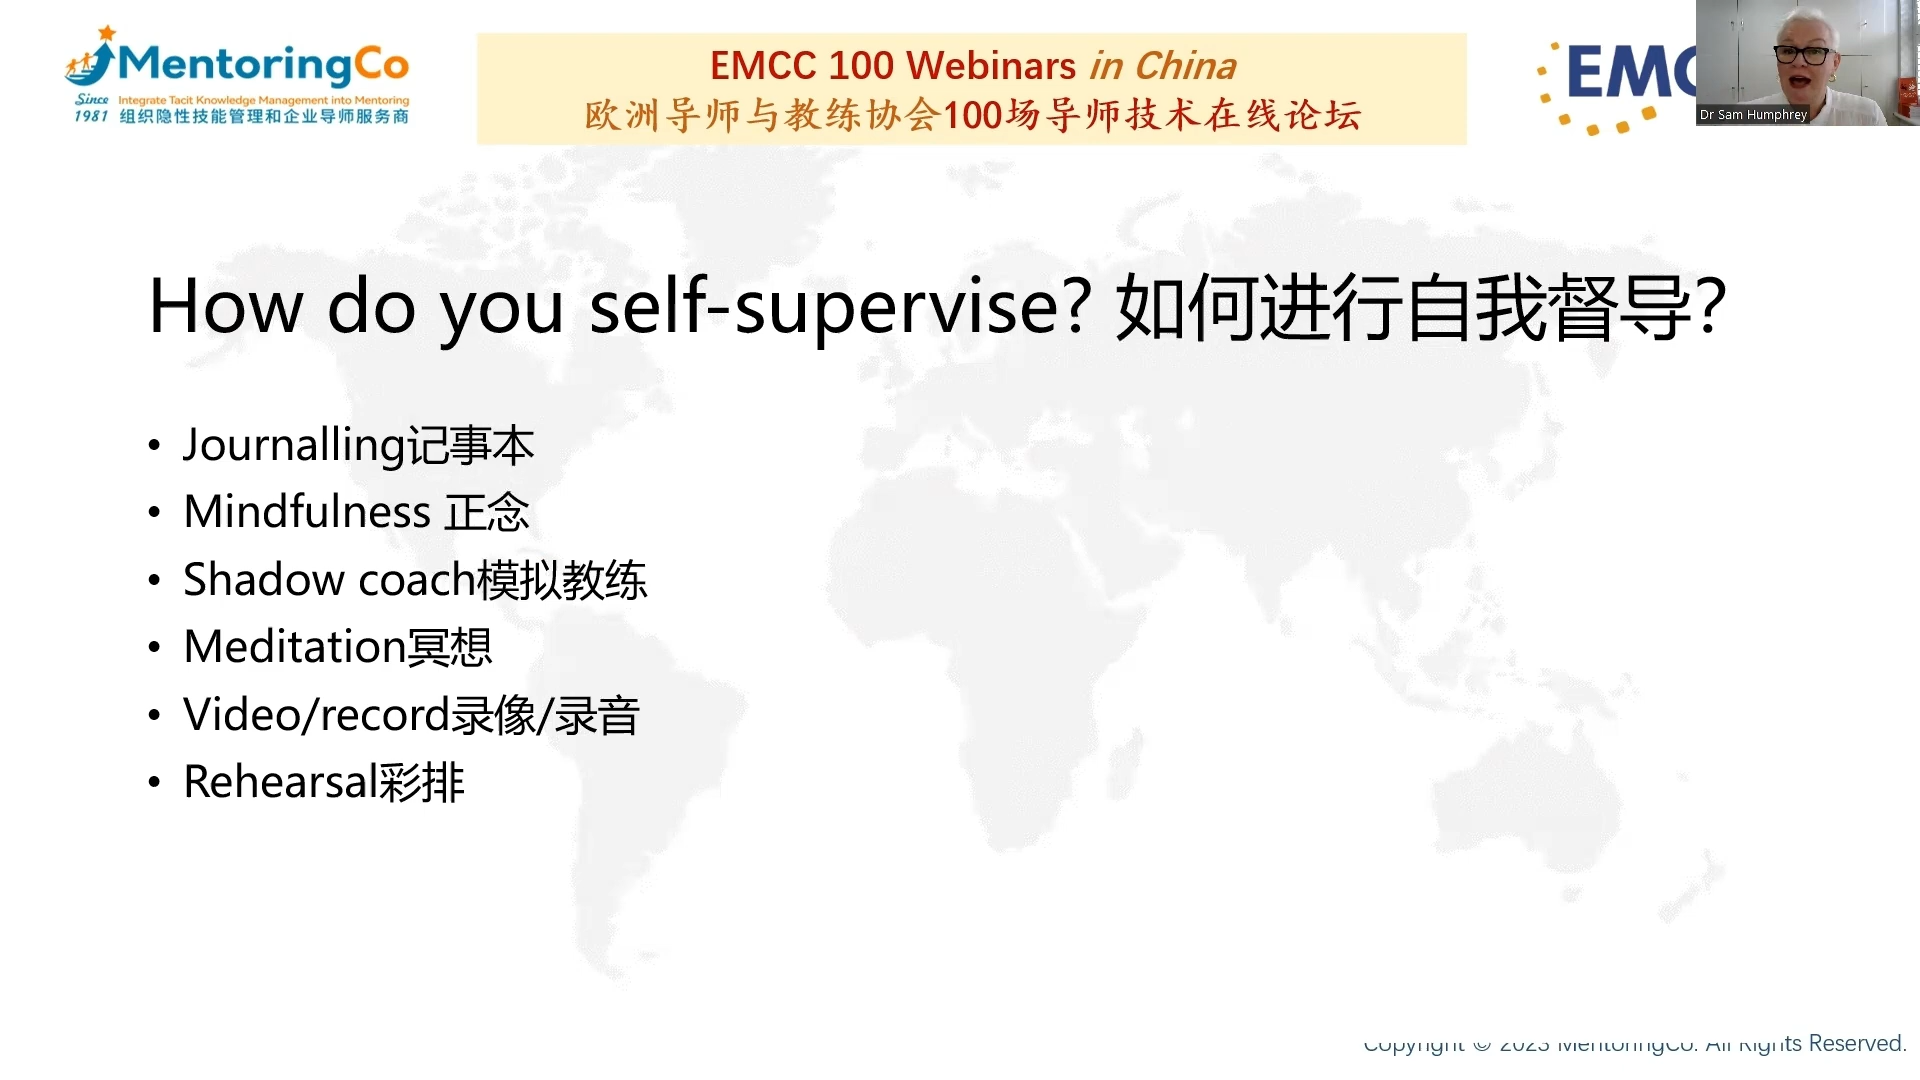 MentoringCo
Since 1981
Integrate Tacit Knowledge Management into Mentoring
组织隐性技能管理和企业导师服务商
EMCC 100 Webinars in China
欧洲导师与教练协会100场导师技术在线论坛
EMC
Dr Sam Humphrey
How do you self-supervise? 如何进行自我督导?
• Journalling记事本
• Mindfulness 正念
• Shadow coach模拟教练
• Meditation冥想
• Video/record录像/录音
• Rehearsal彩排
Copyright © 2023 MentoringCo. All Rights Reserved.